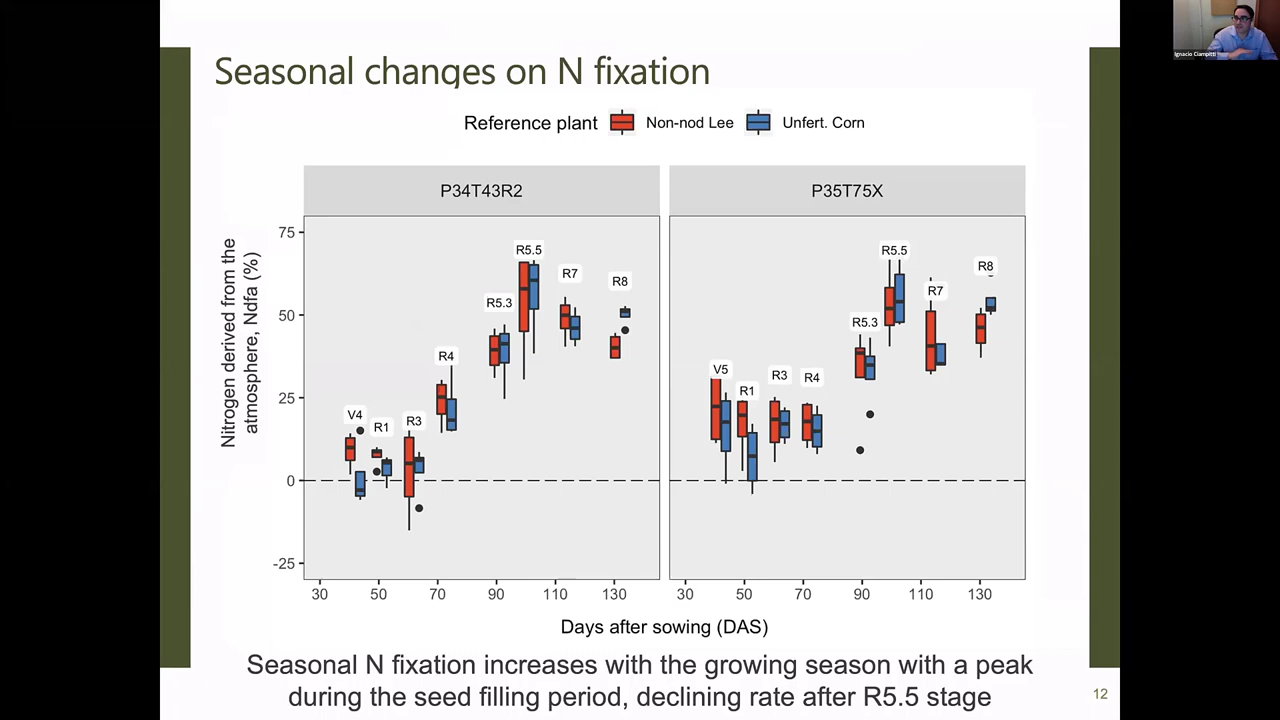 Ignacio Ciampitti
Seasonal changes on N fixation
Reference plant Non-nod Lee Unfert. Corn
P34T43R2 P35T75X
Nitrogen derived from the
atmosphere, Ndfa (%)
75
50
25
0
-25
V4 R1 R3 R4 R5.3 R5.5 R7 R8
V5 R1 R3 R4 R5.3 R5.5 R7 R8
30 50 70 90 110 130 30 50 70 90 110 130
Days after sowing (DAS)
Seasonal N fixation increases with the growing season with a peak
during the seed filling period, declining rate after R5.5 stage
12